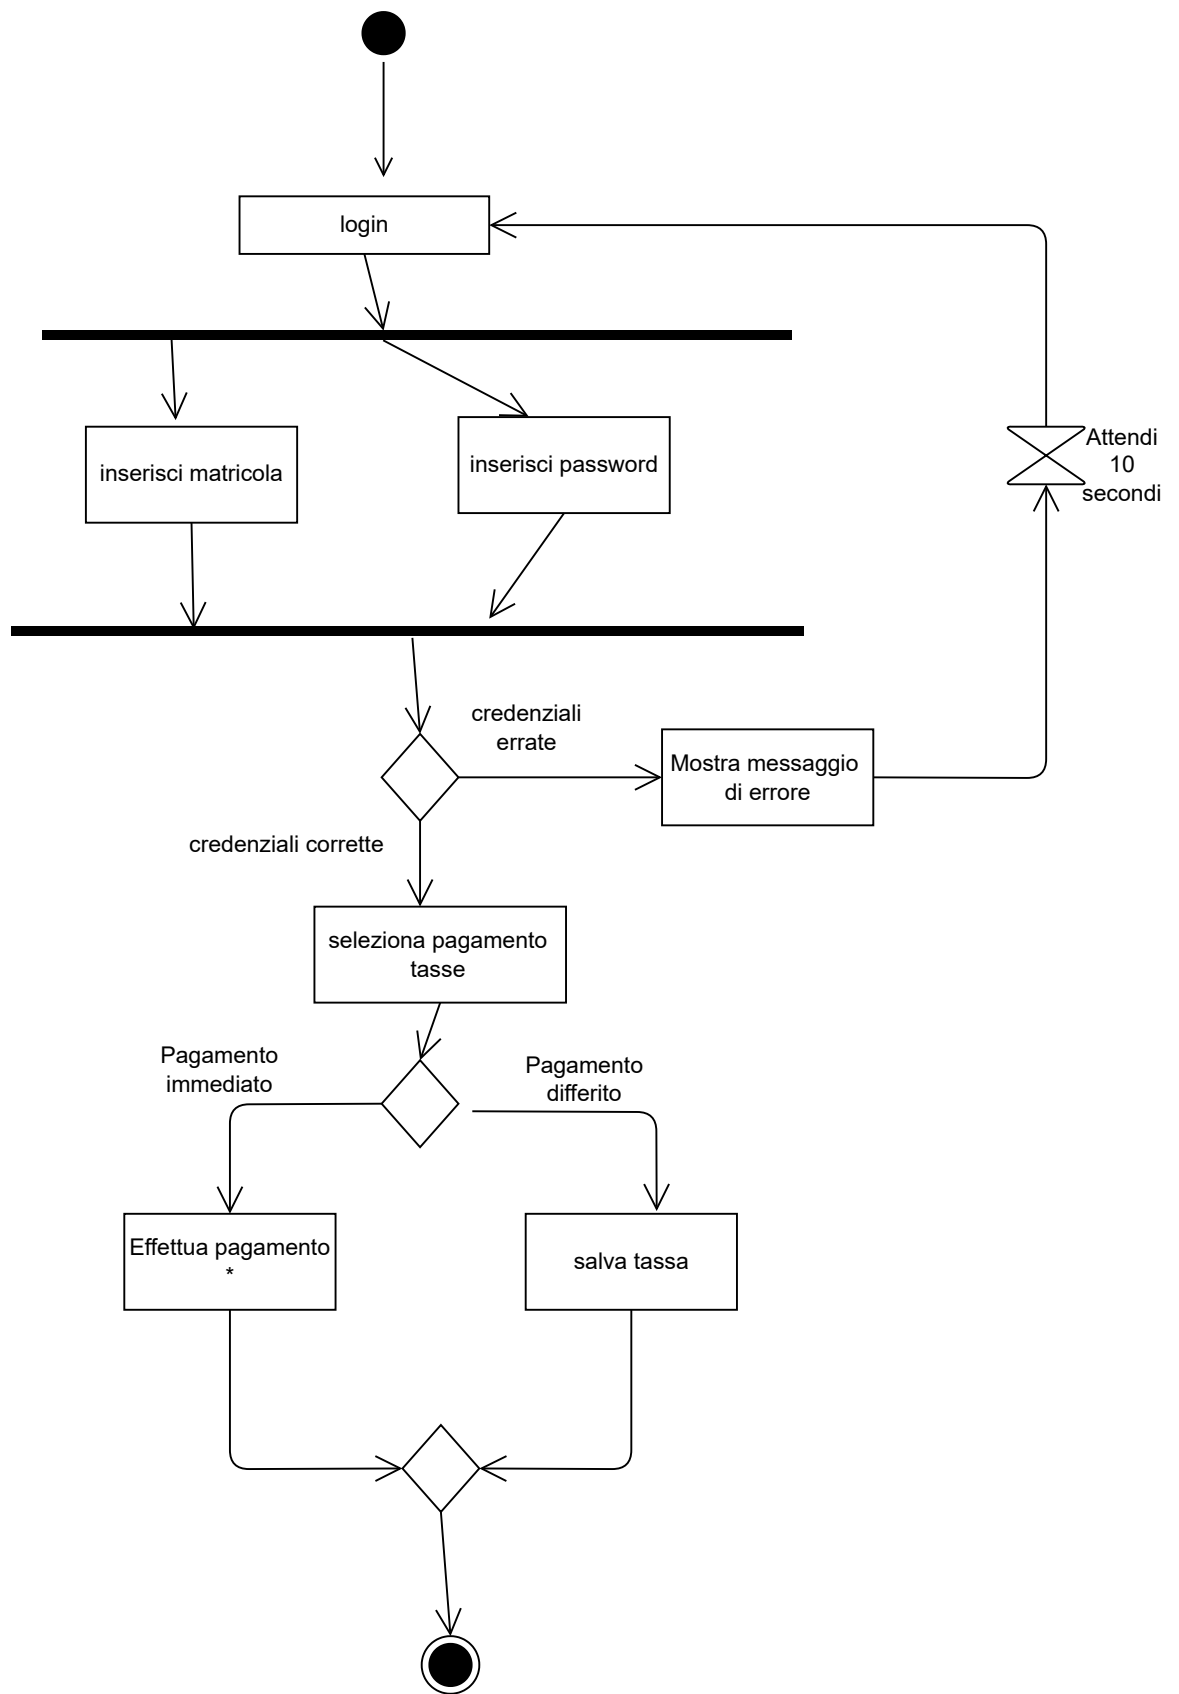 login
Attendi
10
secondi
inserisci matricola
inserisci password
credenziali
errate
Mostra messaggio
di errore
credenziali corrette
seleziona pagamento
tasse
Pagamento
immediato
Pagamento
differito
Effettua pagamento
*
salva tassa